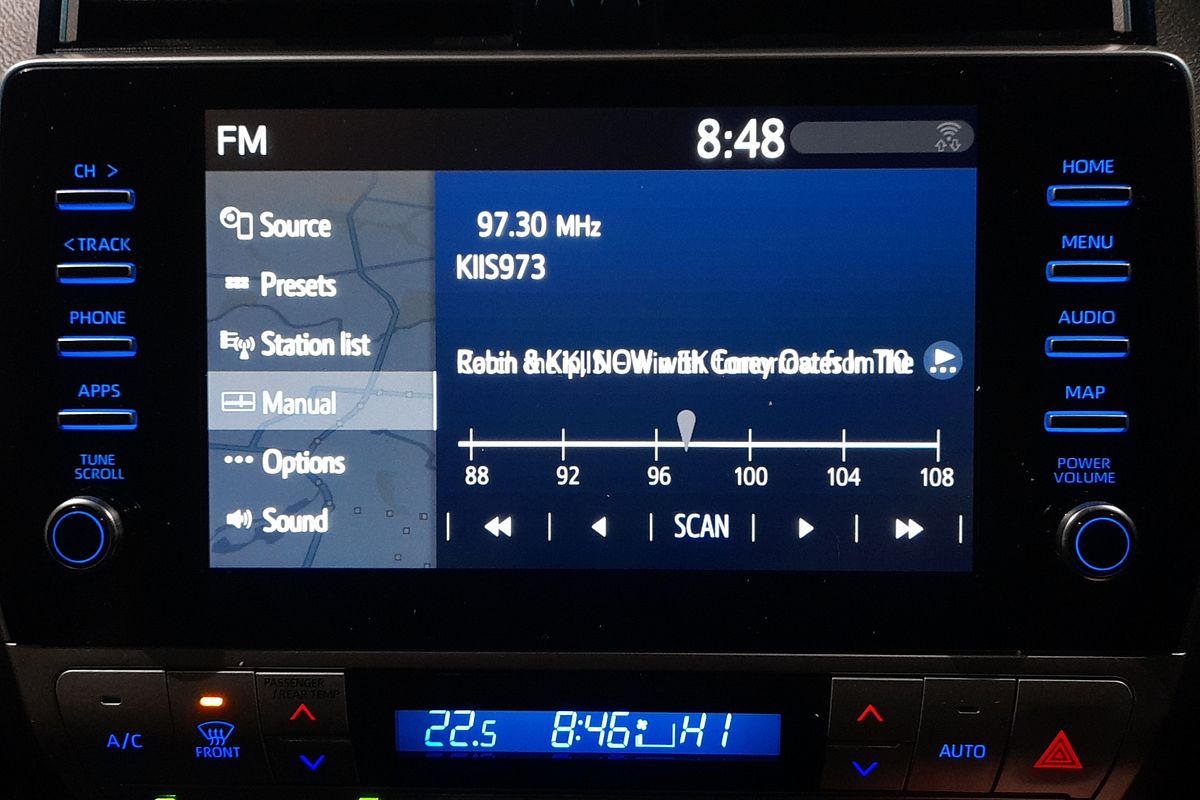 FM
8:48
CH >
< TRACK
PHONE
APPS
TUNE
SCROLL
Source
Presets
Station list
Manual
Options
Sound
97.30 MHz
KIIS973
88 92 96 100 104 108
SCAN
HOME
MENU
AUDIO
MAP
POWER
VOLUME
A/C
FRONT
PASSENGER
/REAR TEMP
22.5 8:46 HI
AUTO